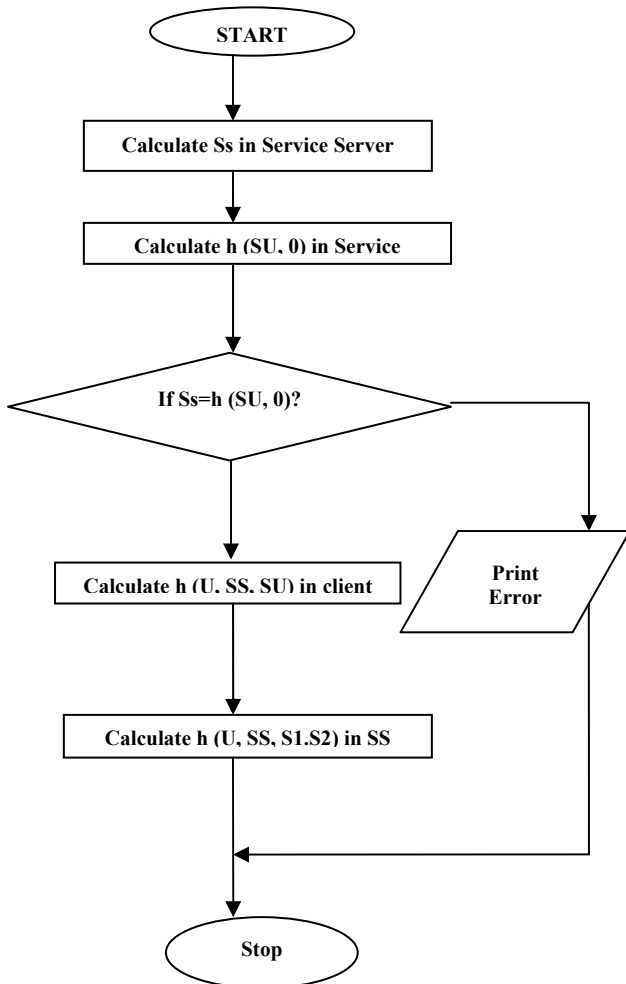 START
Calculate Ss in Service Server
Calculate h (SU, 0) in Service
If Ss=h (SU, 0)?
Calculate h (U, SS, SU) in client
Print
Error
Calculate h (U, SS, S1.S2) in SS
Stop